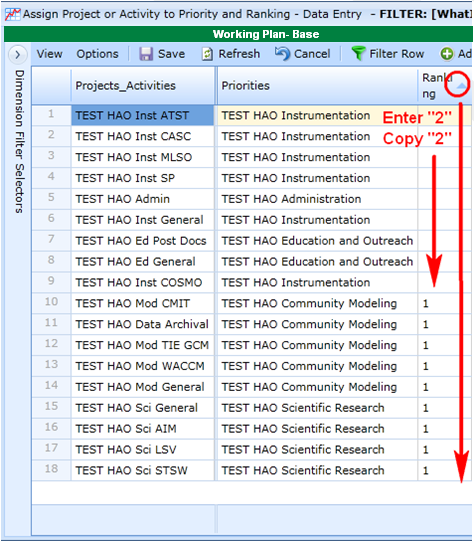 Assign Project or Activity to Priority and Ranking - Data Entry - FILTER: [WhatI
Working Plan- Base
View Options Save Refresh Cancel Filter Row Ad
Dimension Filter Selectors
Projects_Activities Priorities Ranki
ng
1 TEST HAO Inst ATST TEST HAO Instrumentation Enter "2"
2 TEST HAO Inst CASC TEST HAO Instrumentation Copy "2"
3 TEST HAO Inst MLSO TEST HAO Instrumentation
4 TEST HAO Inst SP TEST HAO Instrumentation
5 TEST HAO Admin TEST HAO Administration
6 TEST HAO Inst General TEST HAO Instrumentation
7 TEST HAO Ed Post Docs TEST HAO Education and Outreach
8 TEST HAO Ed General TEST HAO Education and Outreach
9 TEST HAO Inst COSMO TEST HAO Instrumentation
10 TEST HAO Mod CMIT TEST HAO Community Modeling 1
11 TEST HAO Data Archival TEST HAO Community Modeling 1
12 TEST HAO Mod TIE GCM TEST HAO Community Modeling 1
13 TEST HAO Mod WACCM TEST HAO Community Modeling 1
14 TEST HAO Mod General TEST HAO Community Modeling 1
15 TEST HAO Sci General TEST HAO Scientific Research 1
16 TEST HAO Sci AIM TEST HAO Scientific Research 1
17 TEST HAO Sci LSV TEST HAO Scientific Research 1
18 TEST HAO Sci STSW TEST HAO Scientific Research 1